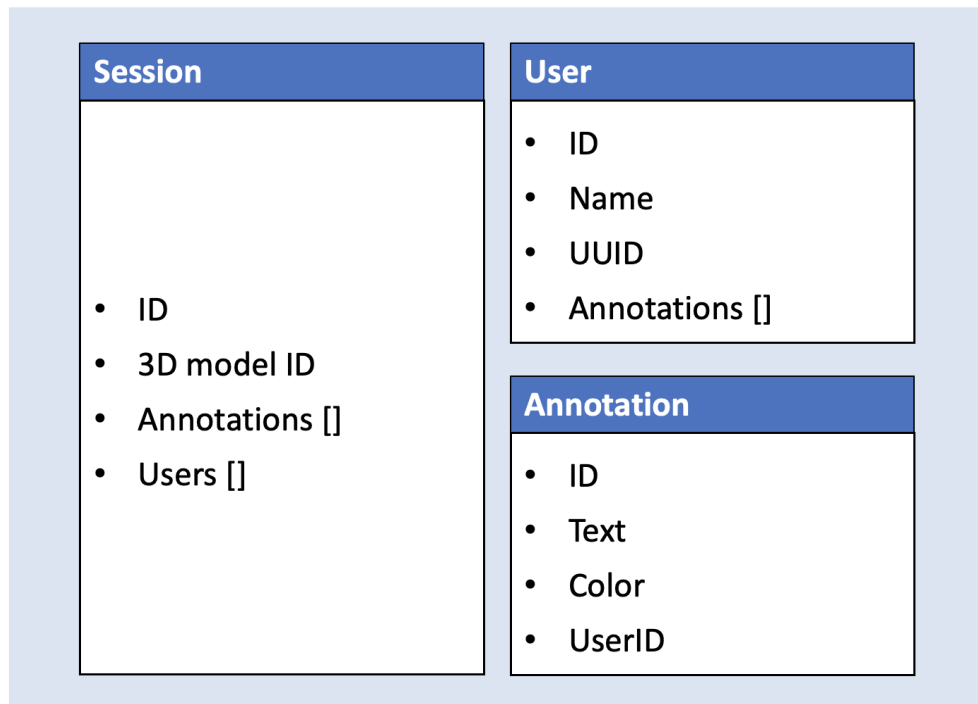 Session
• ID
• 3D model ID
• Annotations []
• Users []
User
• ID
• Name
• UUID
• Annotations []
Annotation
• ID
• Text
• Color
• UserID